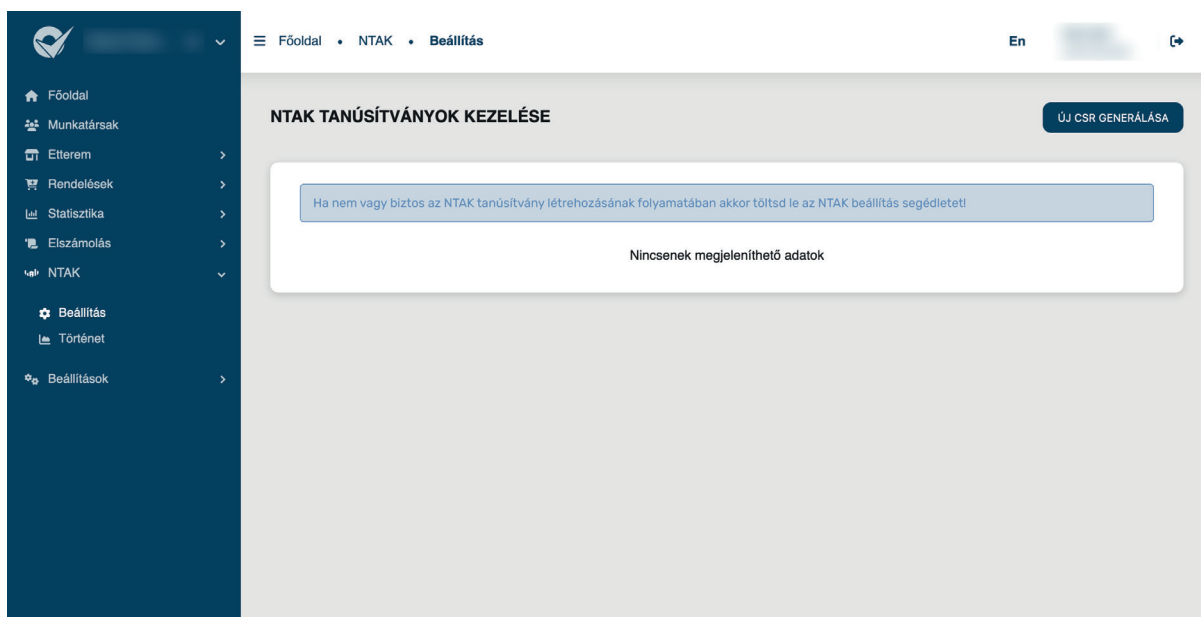 Főoldal • NTAK • Beállítás
En
Főoldal
Munkatársak
Etterem
Rendelések
Statisztika
Elszámolás
NTAK
Beállítás
Történet
Beállítások
NTAK TANÚSÍTVÁNYOK KEZELÉSE
ÚJ CSR GENERÁLÁSA
Ha nem vagy biztos az NTAK tanúsítvány létrehozásának folyamatában akkor töltsd le az NTAK beállítás segédletet!
Nincsenek megjeleníthető adatok